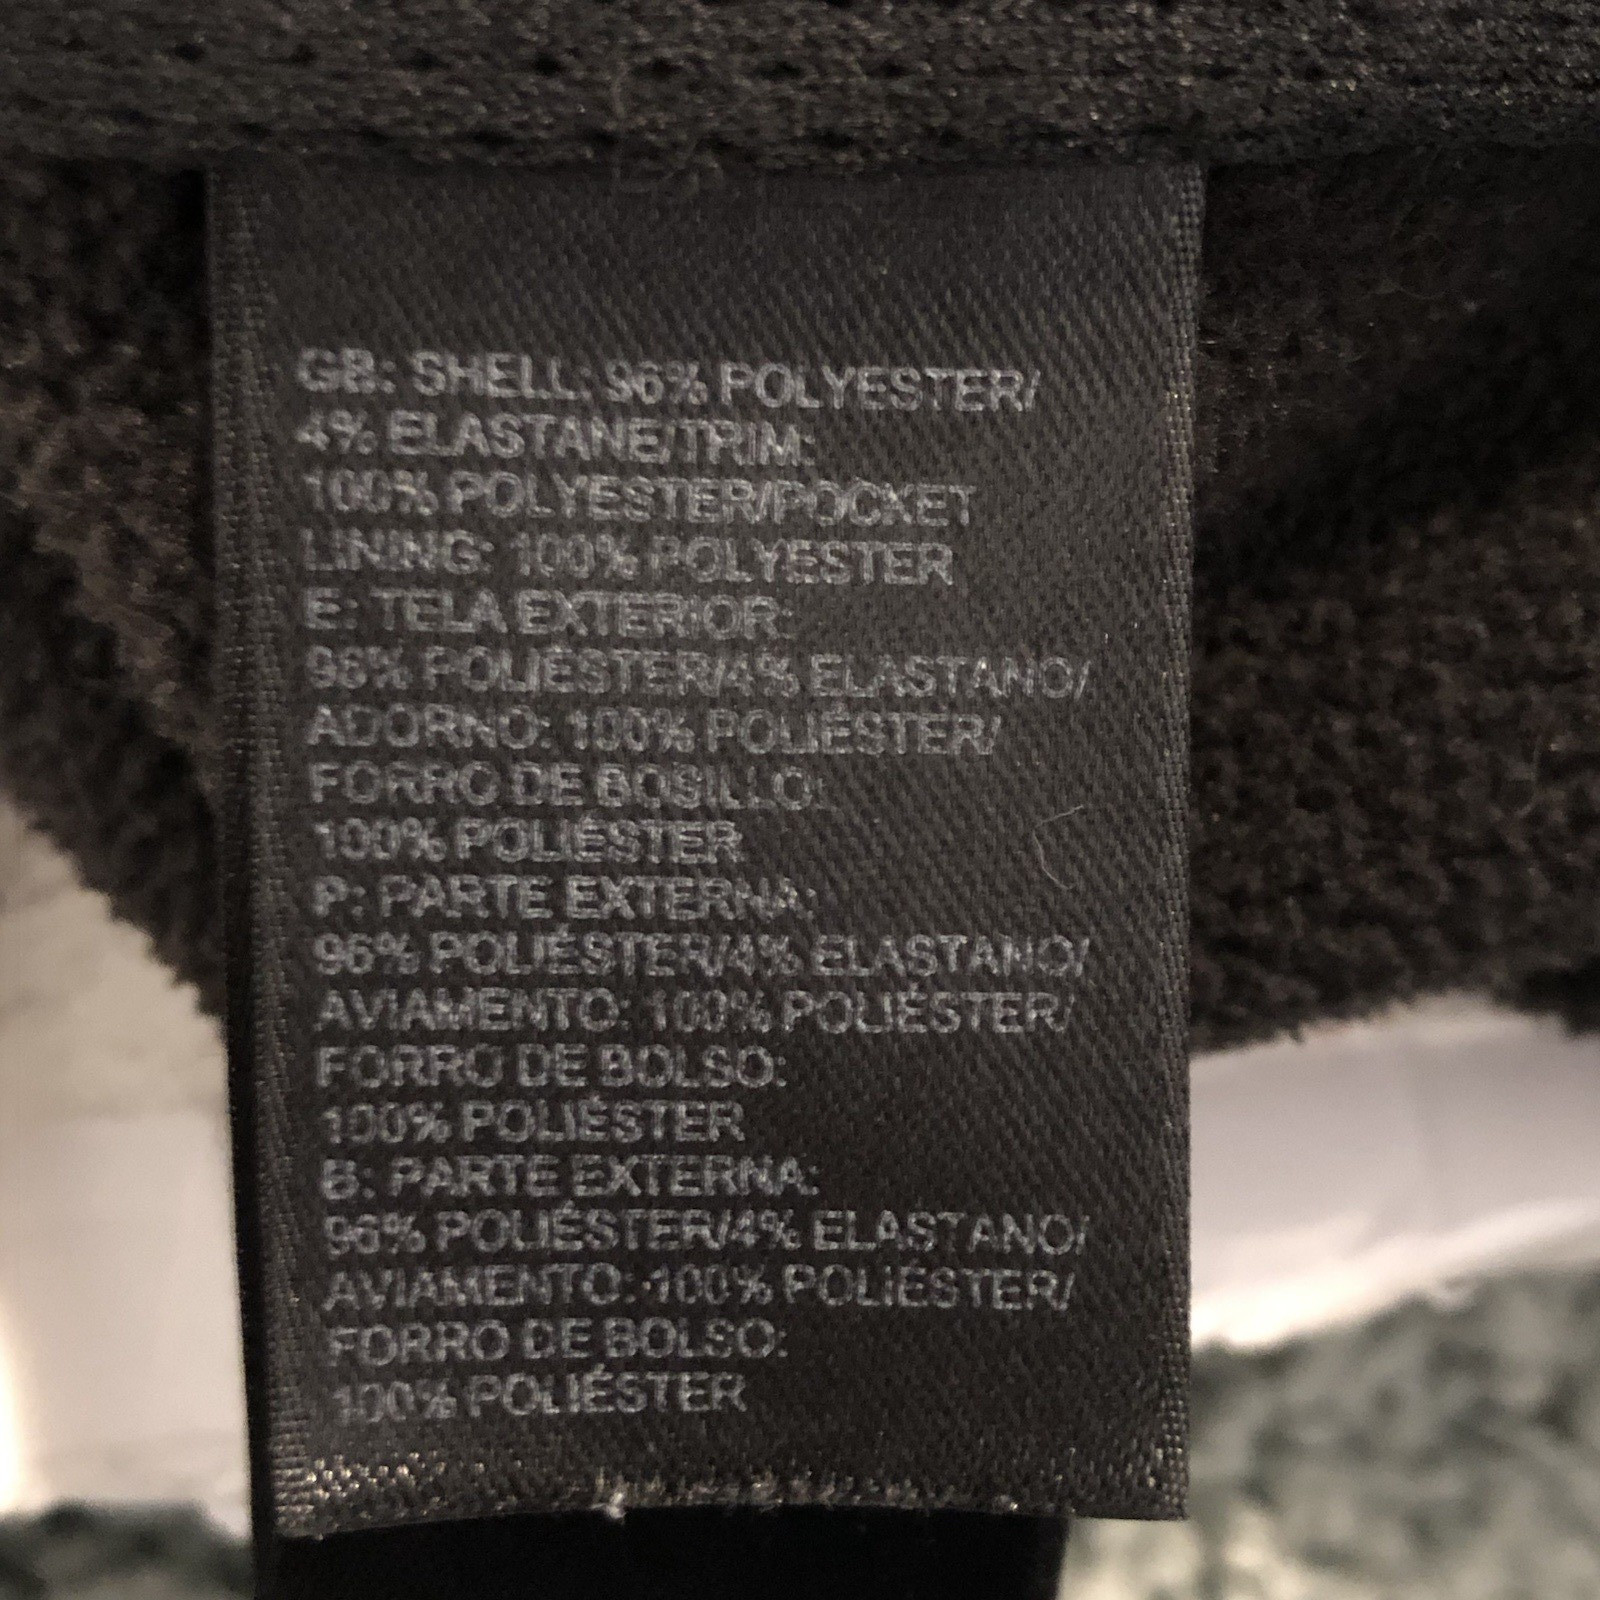 GB: SHELL: 96% POLYESTER/
4% ELASTANE/TRIM:
100% POLYESTER/POCKET
LINING: 100% POLYESTER
E: TELA EXTERIOR:
96% POLIÉSTER/4% ELASTANO/
ADORNO: 100% POLIÉSTER/
FORRO DE BOSILLO:
100% POLIÉSTER
P: PARTE EXTERNA:
96% POLIÉSTER/4% ELASTANO/
AVIAMENTO: 100% POLIÉSTER/
FORRO DE BOLSO:
100% POLIÉSTER
B: PARTE EXTERNA:
96% POLIÉSTER/4% ELASTANO/
AVIAMENTO: 100% POLIÉSTER/
FORRO DE BOLSO:
100% POLIÉSTER